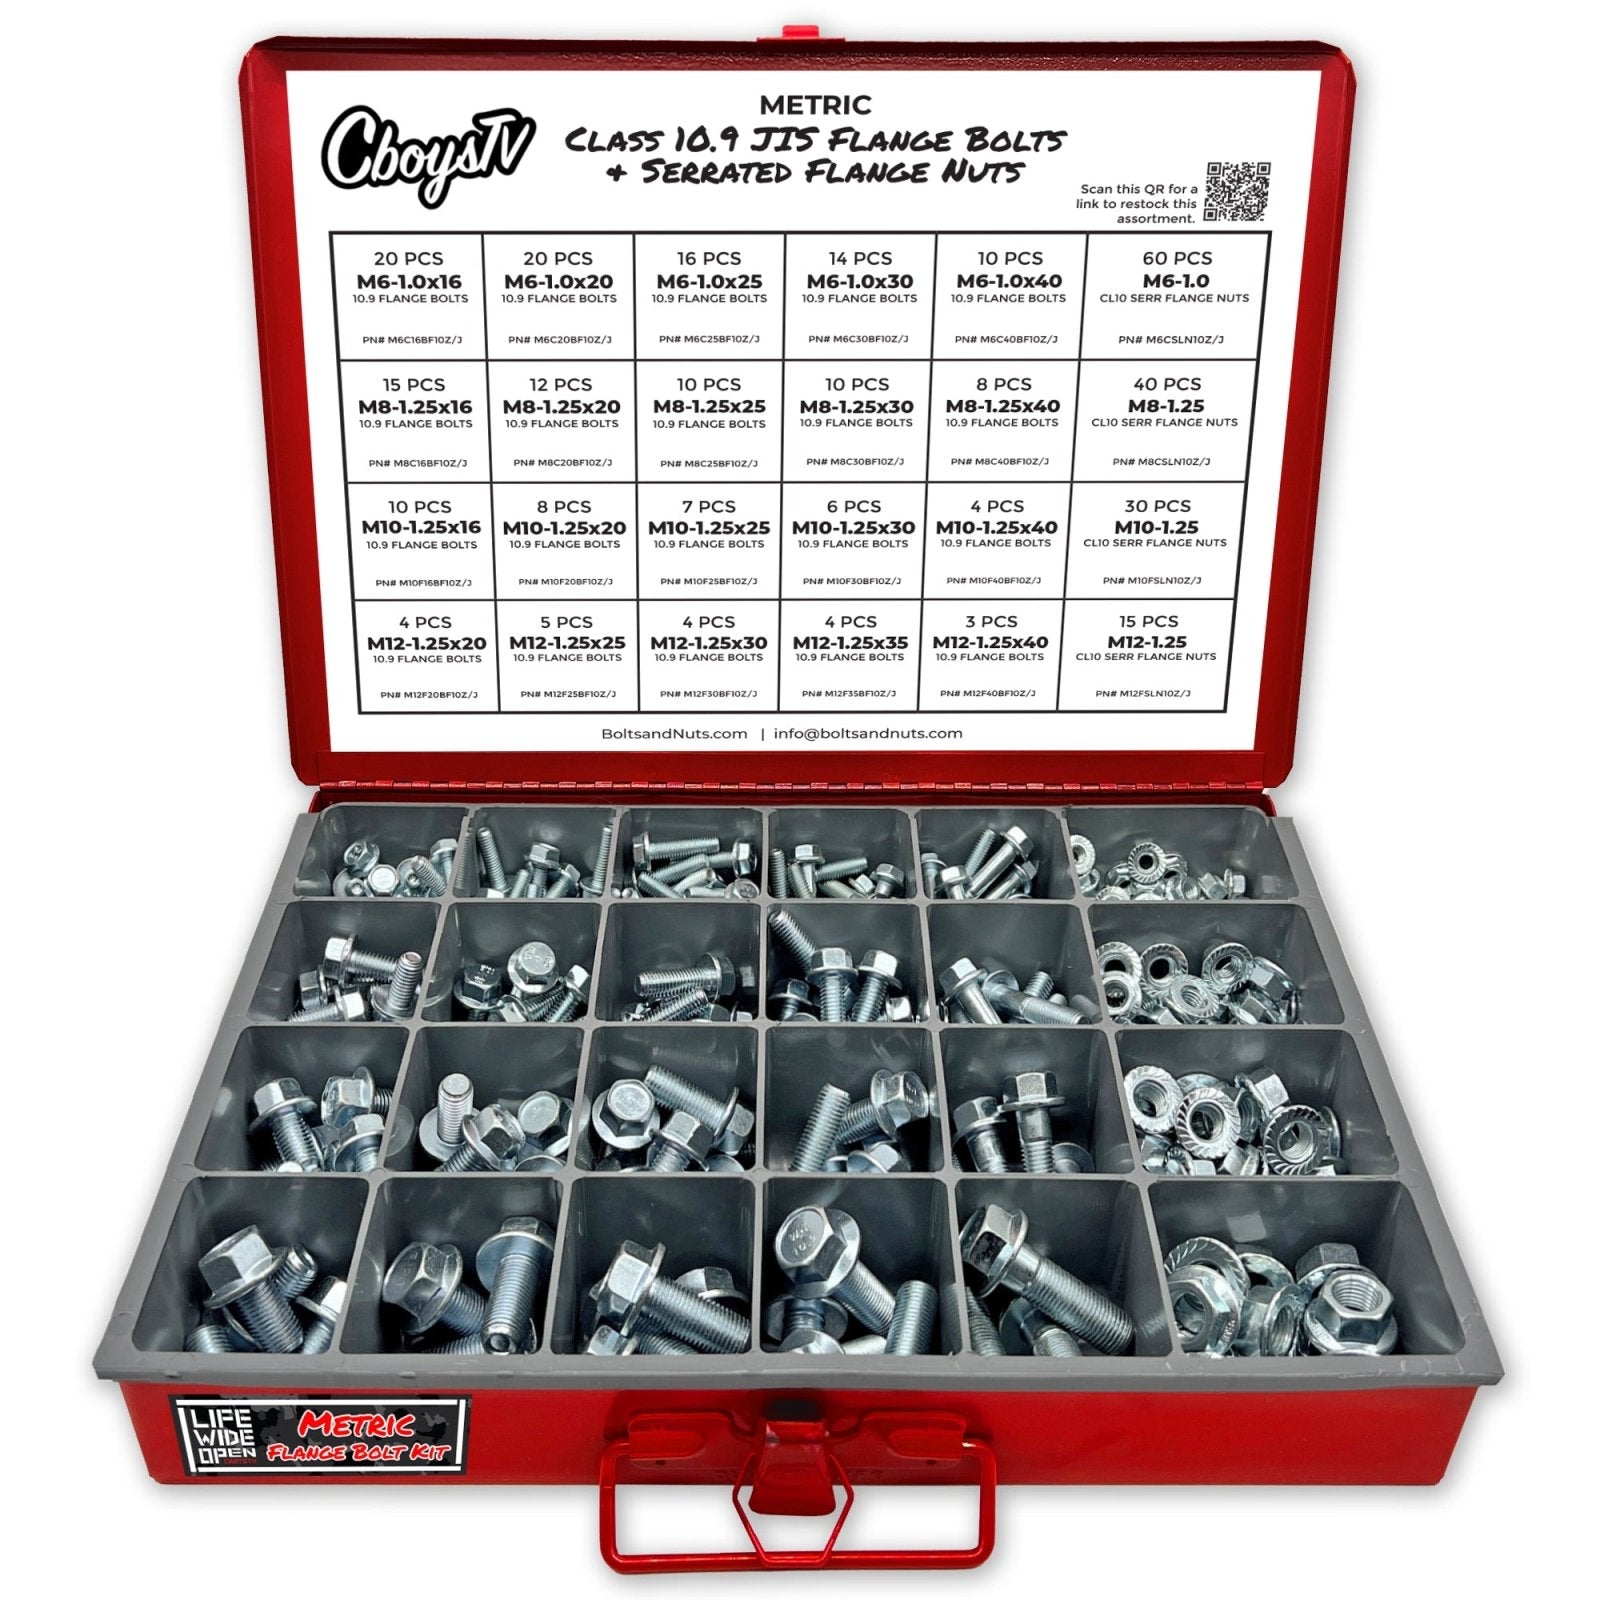 CboysTV
METRIC
CLASS 10.9 JIS FLANGE BOLTS
& SERRATED FLANGE NUTS
Scan this QR for a
link to restock this
assortment.
20 PCS
M6-1.0x16
10.9 FLANGE BOLTS
PN# M6C16BF10Z/J
20 PCS
M6-1.0x20
10.9 FLANGE BOLTS
PN# M6C20BF10Z/J
16 PCS
M6-1.0x25
10.9 FLANGE BOLTS
PN# M6C25BF10Z/J
14 PCS
M6-1.0x30
10.9 FLANGE BOLTS
PN# M6C30BF10Z/J
10 PCS
M6-1.0x40
10.9 FLANGE BOLTS
PN# M6C40BF10Z/J
60 PCS
M6-1.0
CL10 SERR FLANGE NUTS
PN# M6CSLN10Z/J
15 PCS
M8-1.25x16
10.9 FLANGE BOLTS
PN# M8C16BF10Z/J
12 PCS
M8-1.25x20
10.9 FLANGE BOLTS
PN# M8C20BF10Z/J
10 PCS
M8-1.25x25
10.9 FLANGE BOLTS
PN# M8C25BF10Z/J
10 PCS
M8-1.25x30
10.9 FLANGE BOLTS
PN# M8C30BF10Z/J
8 PCS
M8-1.25x40
10.9 FLANGE BOLTS
PN# M8C40BF10Z/J
40 PCS
M8-1.25
CL10 SERR FLANGE NUTS
PN# M8CSLN10Z/J
10 PCS
M10-1.25x16
10.9 FLANGE BOLTS
PN# M10F16BF10Z/J
8 PCS
M10-1.25x20
10.9 FLANGE BOLTS
PN# M10F20BF10Z/J
7 PCS
M10-1.25x25
10.9 FLANGE BOLTS
PN# M10F25BF10Z/J
6 PCS
M10-1.25x30
10.9 FLANGE BOLTS
PN# M10F30BF10Z/J
4 PCS
M10-1.25x40
10.9 FLANGE BOLTS
PN# M10F40BF10Z/J
30 PCS
M10-1.25
CL10 SERR FLANGE NUTS
PN# M10FSLN10Z/J
4 PCS
M12-1.25x20
10.9 FLANGE BOLTS
PN# M12F20BF10Z/J
5 PCS
M12-1.25x25
10.9 FLANGE BOLTS
PN# M12F25BF10Z/J
4 PCS
M12-1.25x30
10.9 FLANGE BOLTS
PN# M12F30BF10Z/J
4 PCS
M12-1.25x35
10.9 FLANGE BOLTS
PN# M12F35BF10Z/J
3 PCS
M12-1.25x40
10.9 FLANGE BOLTS
PN# M12F40BF10Z/J
15 PCS
M12-1.25
CL10 SERR FLANGE NUTS
PN# M12FSLN10Z/J
BoltsandNuts.com | info@boltsandnuts.com
LIFE
WIDE
OPEN
CBOYSTV
METRIC
FLANGE BOLT KIT